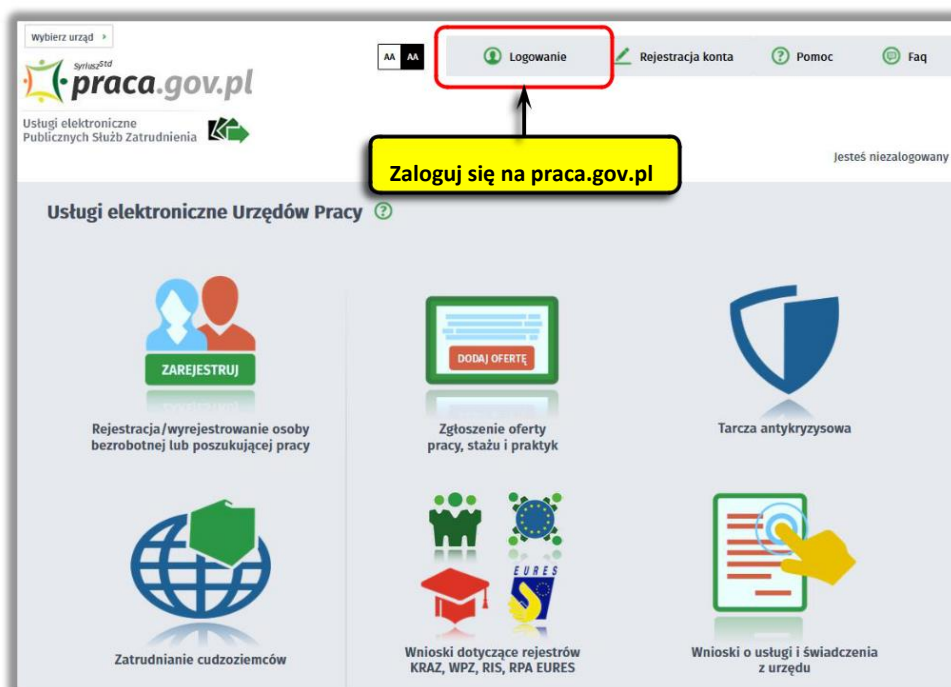 Wybierz urząd
AA AA
Logowanie
Rejestracja konta
Pomoc
Faq
Syriusz Std
praca.gov.pl
Usługi elektroniczne
Publicznych Służb Zatrudnienia
Zaloguj się na praca.gov.pl
Jesteś niezalogowany
Usługi elektroniczne Urzędów Pracy
ZAREJESTRUJ
Rejestracja/wyrejestrowanie osoby
bezrobotnej lub poszukującej pracy
DODAJ OFERTĘ
Zgłoszenie oferty
pracy, stażu i praktyk
Tarcza antykryzysowa
Zatrudnianie cudzoziemców
EURES
Wnioski dotyczące rejestrów
KRAZ, WPZ, RIS, RPA EURES
Wnioski o usługi i świadczenia
z urzędu